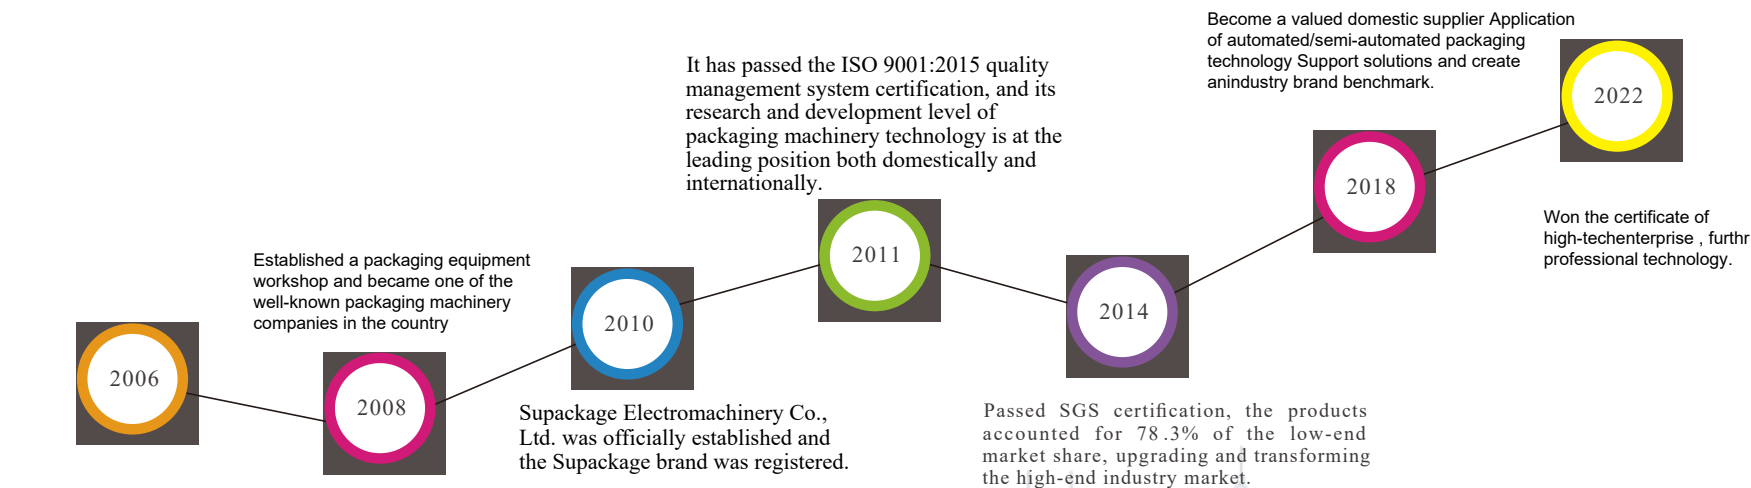 2006
Established a packaging equipment
workshop and became one of the
well-known packaging machinery
companies in the country
2008
2010
Supackage Electromachinery Co.,
Ltd. was officially established and
the Supackage brand was registered.
It has passed the ISO 9001:2015 quality
management system certification, and its
research and development level of
packaging machinery technology is at the
leading position both domestically and
internationally.
2011
2014
Passed SGS certification, the products
accounted for 78.3% of the low-end
market share, upgrading and transforming
the high-end industry market.
Become a valued domestic supplier Application
of automated/semi-automated packaging
technology Support solutions and create
anindustry brand benchmark.
2018
2022
Won the certificate of
high-techenterprise , furthr
professional technology.